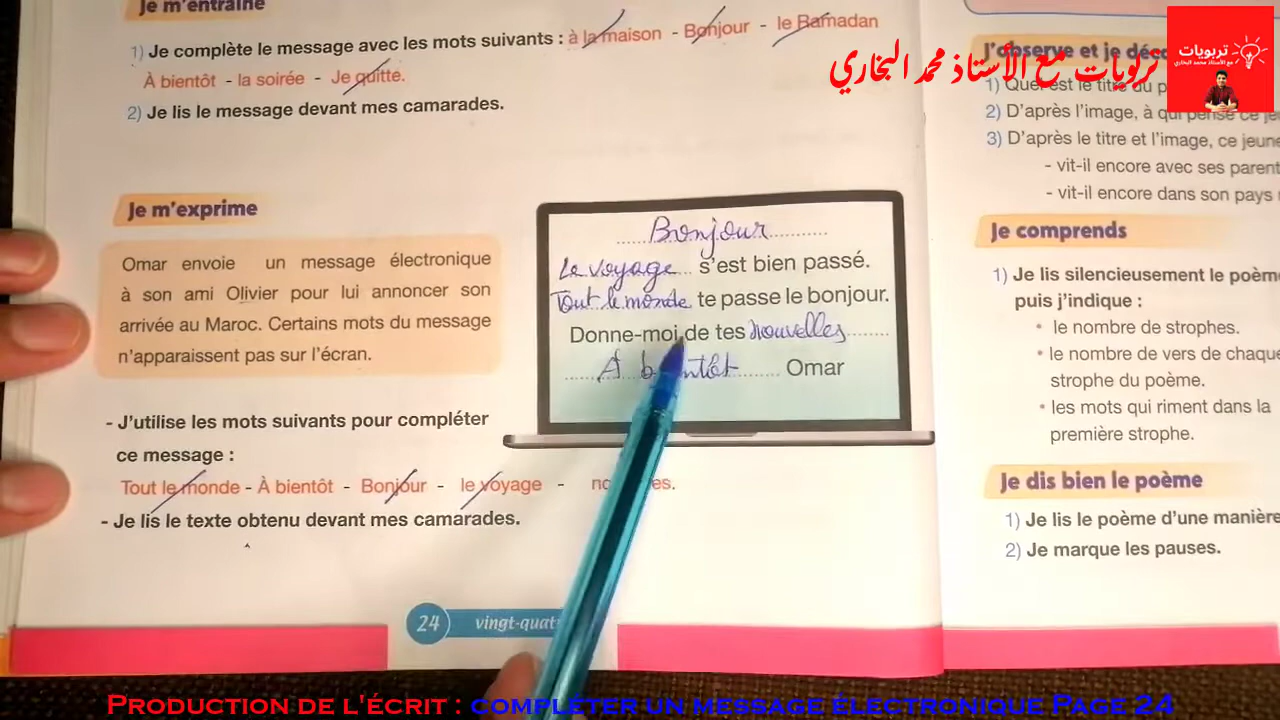 Je m'entraîne
1) Je complète le message avec les mots suivants : à la maison - Bonjour - le Ramadan
À bientôt - la soirée - Je quitte.
2) Je lis le message devant mes camarades.
Je m'exprime
Omar envoie un message électronique
à son ami Olivier pour lui annoncer son
arrivée au Maroc. Certains mots du message
n'apparaissent pas sur l'écran.
- J'utilise les mots suivants pour compléter
ce message :
Tout le monde - À bientôt - Bonjour - le voyage -
- Je lis le texte obtenu devant mes camarades.
Bonjour
Le voyage s'est bien passé.
Tout le monde te passe le bonjour.
Donne-moi de tes nouvelles
À bientôt Omar
24 vingt-quat
J'observe et je déc
1) Quel est le titre du p
2) D'après l'image, à qui pense ce je
3) D'après le titre et l'image, ce jeune
- vit-il encore avec ses parent
- vit-il encore dans son pays
Je comprends
1) Je lis silencieusement le poème
puis j'indique :
• le nombre de strophes.
• le nombre de vers de chaque
strophe du poème.
• les mots qui riment dans la
première strophe.
Je dis bien le poème
1) Je lis le poème d'une manière
2) Je marque les pauses.
تربويات مع الأستاذ محمد البخاري
تربويات
مع الأستاذ محمد البخاري
Production de l'écrit : compléter un message électronique Page 24